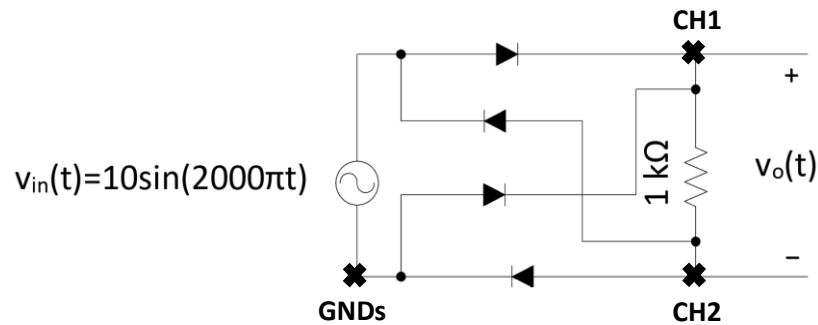 CH1
+
vin(t)=10sin(2000πt)
1 kΩ
vo(t)
−
GNDs
CH2